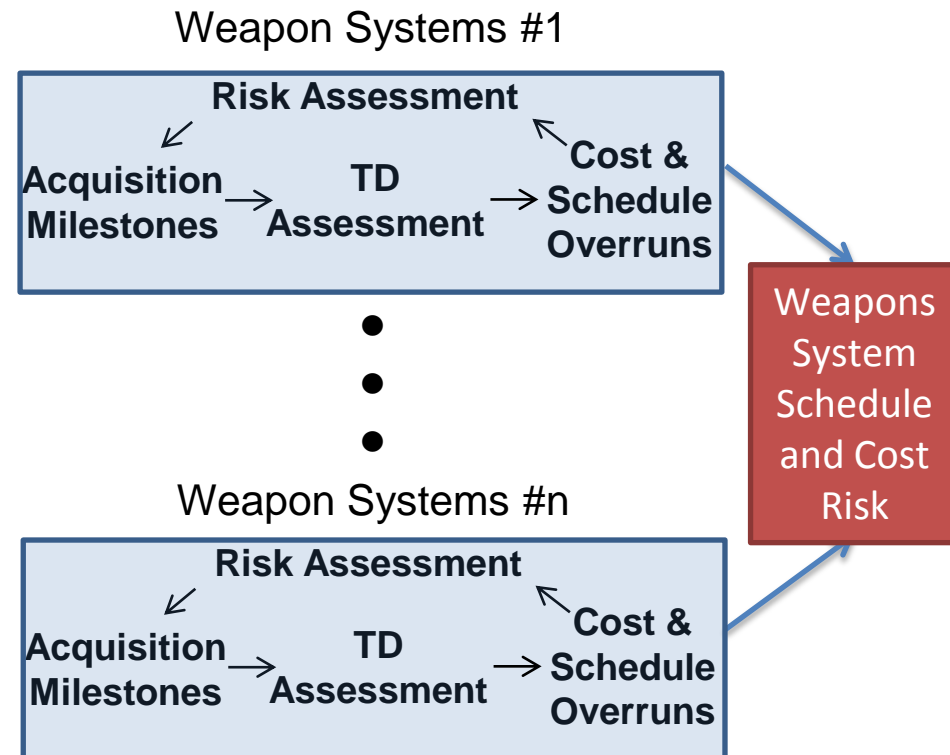 Weapon Systems #1
Risk Assessment
Acquisition
Milestones
TD
Assessment
Cost &
Schedule
Overruns
Weapons
System
Schedule
and Cost
Risk
Weapon Systems #n
Risk Assessment
Acquisition
Milestones
TD
Assessment
Cost &
Schedule
Overruns